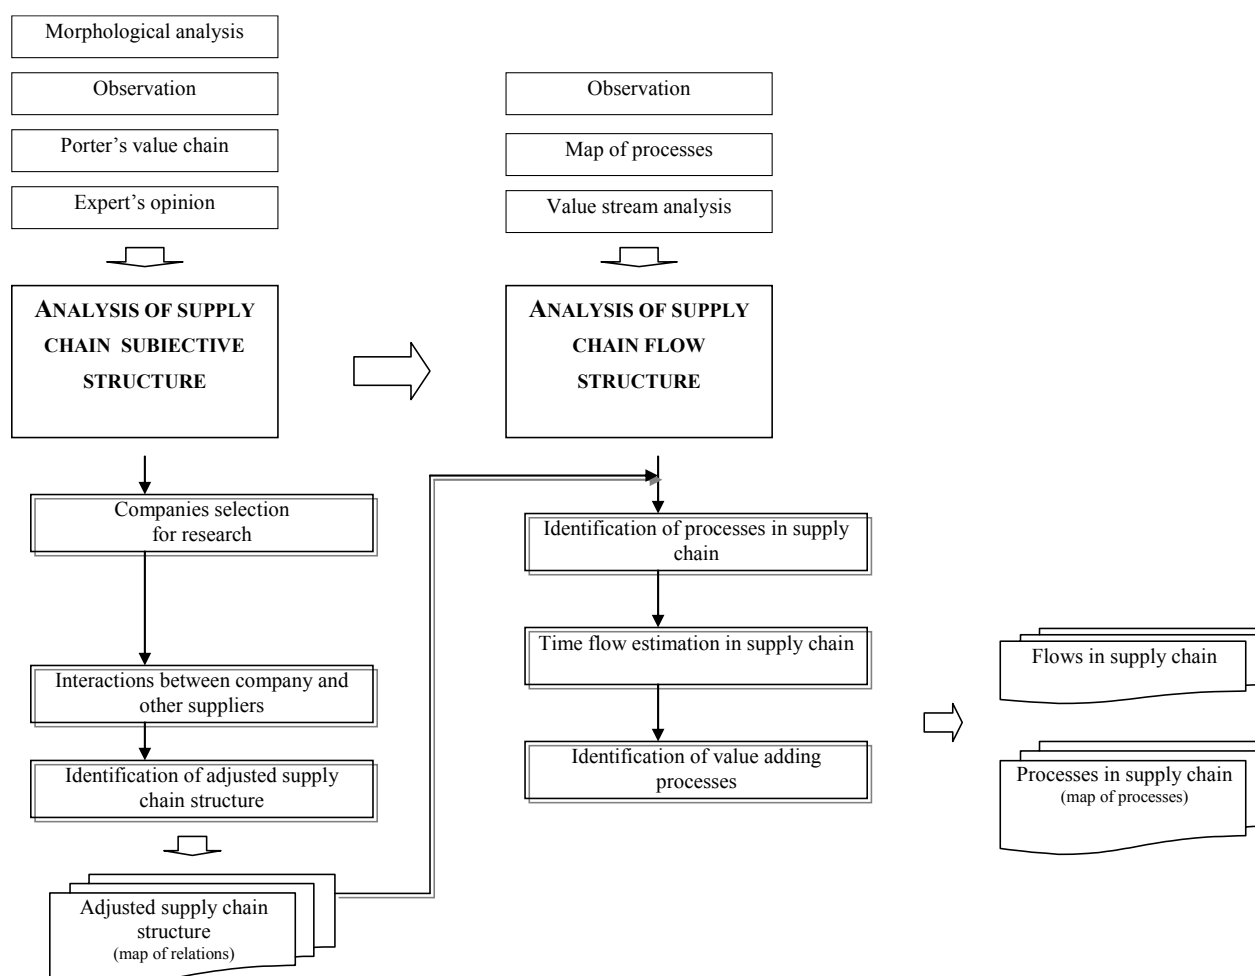 Morphological analysis
Observation
Porter's value chain
Expert's opinion
ANALYSIS OF SUPPLY
CHAIN SUBIECTIVE
STRUCTURE
Companies selection
for research
Interactions between company and
other suppliers
Identification of adjusted supply
chain structure
Adjusted supply chain
structure
(map of relations)
Observation
Map of processes
Value stream analysis
ANALYSIS OF SUPPLY
CHAIN FLOW
STRUCTURE
Identification of processes in supply
chain
Time flow estimation in supply chain
Identification of value adding
processes
Flows in supply chain
Processes in supply chain
(map of processes)